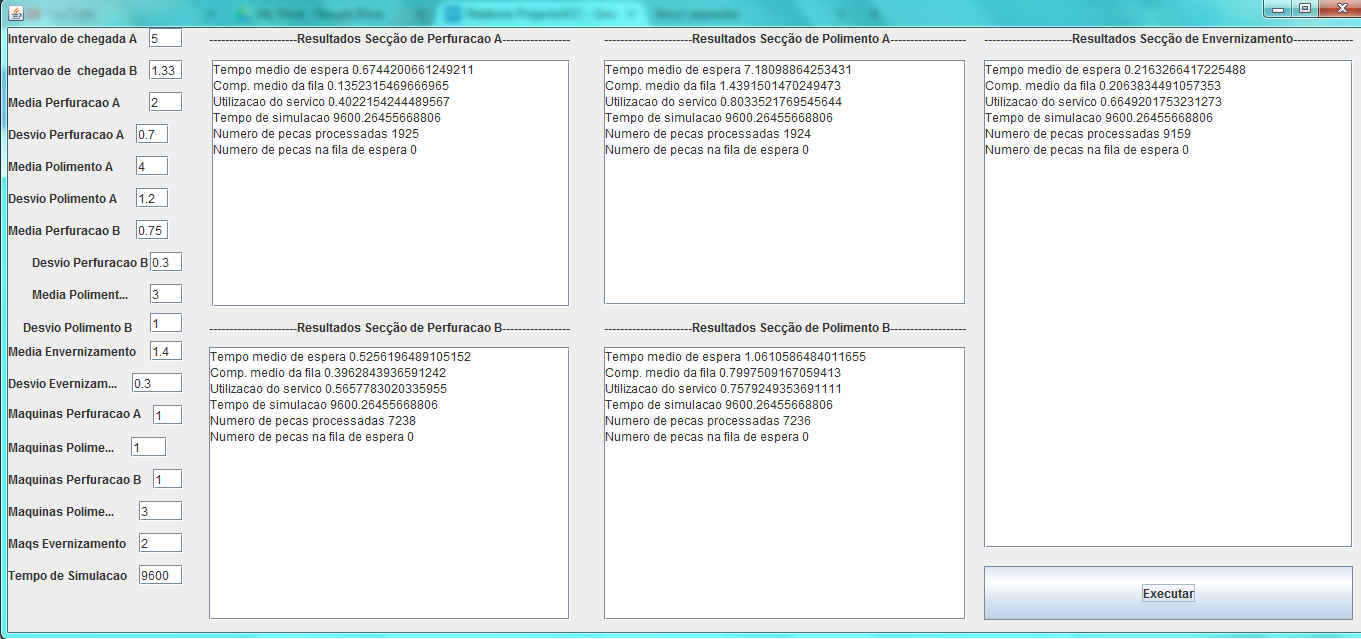 Intervalo de chegada A 5
Intervao de chegada B 1.33
Media Perfuracao A 2
Desvio Perfuracao A 0.7
Media Polimento A 4
Desvio Polimento A 1.2
Media Perfuracao B 0.75
Desvio Perfuracao B 0.3
Media Poliment... 3
Desvio Polimento B 1
Media Envernizamento 1.4
Desvio Evernizam... 0.3
Maquinas Perfuracao A 1
Maquinas Polime... 1
Maquinas Perfuracao B 1
Maquinas Polime... 3
Maqs Evernizamento 2
Tempo de Simulacao 9600
----------------------Resultados Secção de Perfuracao A-----------------
Tempo medio de espera 0.6744200661249211
Comp. medio da fila 0.1352315469666965
Utilizacao do servico 0.4022154244489567
Tempo de simulacao 9600.26455668806
Numero de pecas processadas 1925
Numero de pecas na fila de espera 0
----------------------Resultados Secção de Polimento A-------------------
Tempo medio de espera 7.18098864253431
Comp. medio da fila 1.4391501470249473
Utilizacao do servico 0.8033521769545644
Tempo de simulacao 9600.26455668806
Numero de pecas processadas 1924
Numero de pecas na fila de espera 0
----------------------Resultados Secção de Envernizamento---------------
Tempo medio de espera 0.2163266417225488
Comp. medio da fila 0.2063834491057353
Utilizacao do servico 0.6649201753231273
Tempo de simulacao 9600.26455668806
Numero de pecas processadas 9159
Numero de pecas na fila de espera 0
----------------------Resultados Secção de Perfuracao B-----------------
Tempo medio de espera 0.5256196489105152
Comp. medio da fila 0.3962843936591242
Utilizacao do servico 0.5657783020335955
Tempo de simulacao 9600.26455668806
Numero de pecas processadas 7238
Numero de pecas na fila de espera 0
----------------------Resultados Secção de Polimento B-------------------
Tempo medio de espera 1.0610586484011655
Comp. medio da fila 0.7997509167059413
Utilizacao do servico 0.7579249353691111
Tempo de simulacao 9600.26455668806
Numero de pecas processadas 7236
Numero de pecas na fila de espera 0
Executar